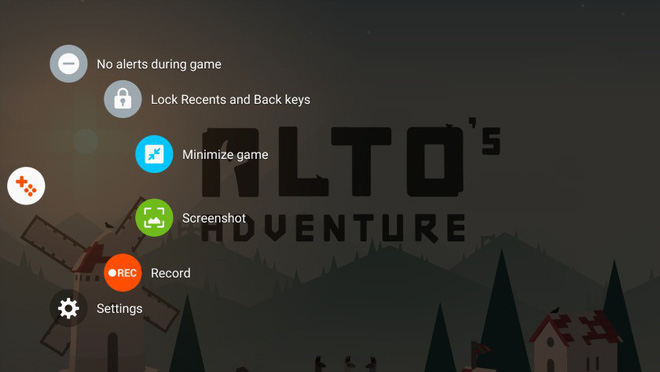 No alerts during game
Lock Recents and Back keys
ALTO's
Minimize game
Screenshot
ADVENTURE
REC
Record
Settings